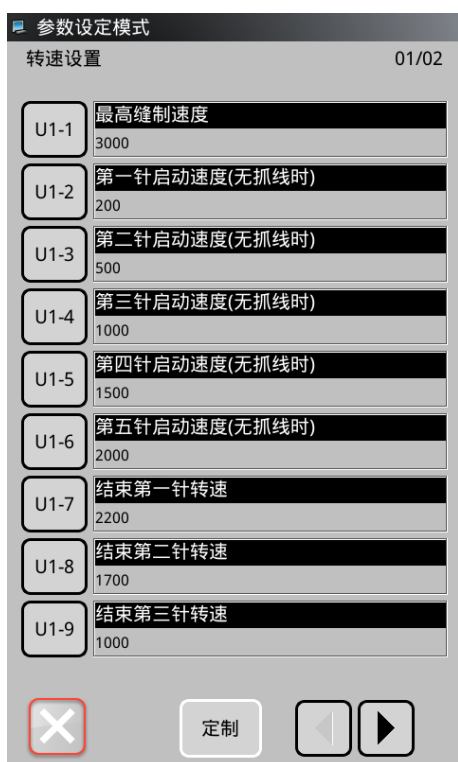 参数设定模式
转速设置 01/02
U1-1 最高缝制速度
3000
U1-2 第一针启动速度(无抓线时)
200
U1-3 第二针启动速度(无抓线时)
500
U1-4 第三针启动速度(无抓线时)
1000
U1-5 第四针启动速度(无抓线时)
1500
U1-6 第五针启动速度(无抓线时)
2000
U1-7 结束第一针转速
2200
U1-8 结束第二针转速
1700
U1-9 结束第三针转速
1000
定制